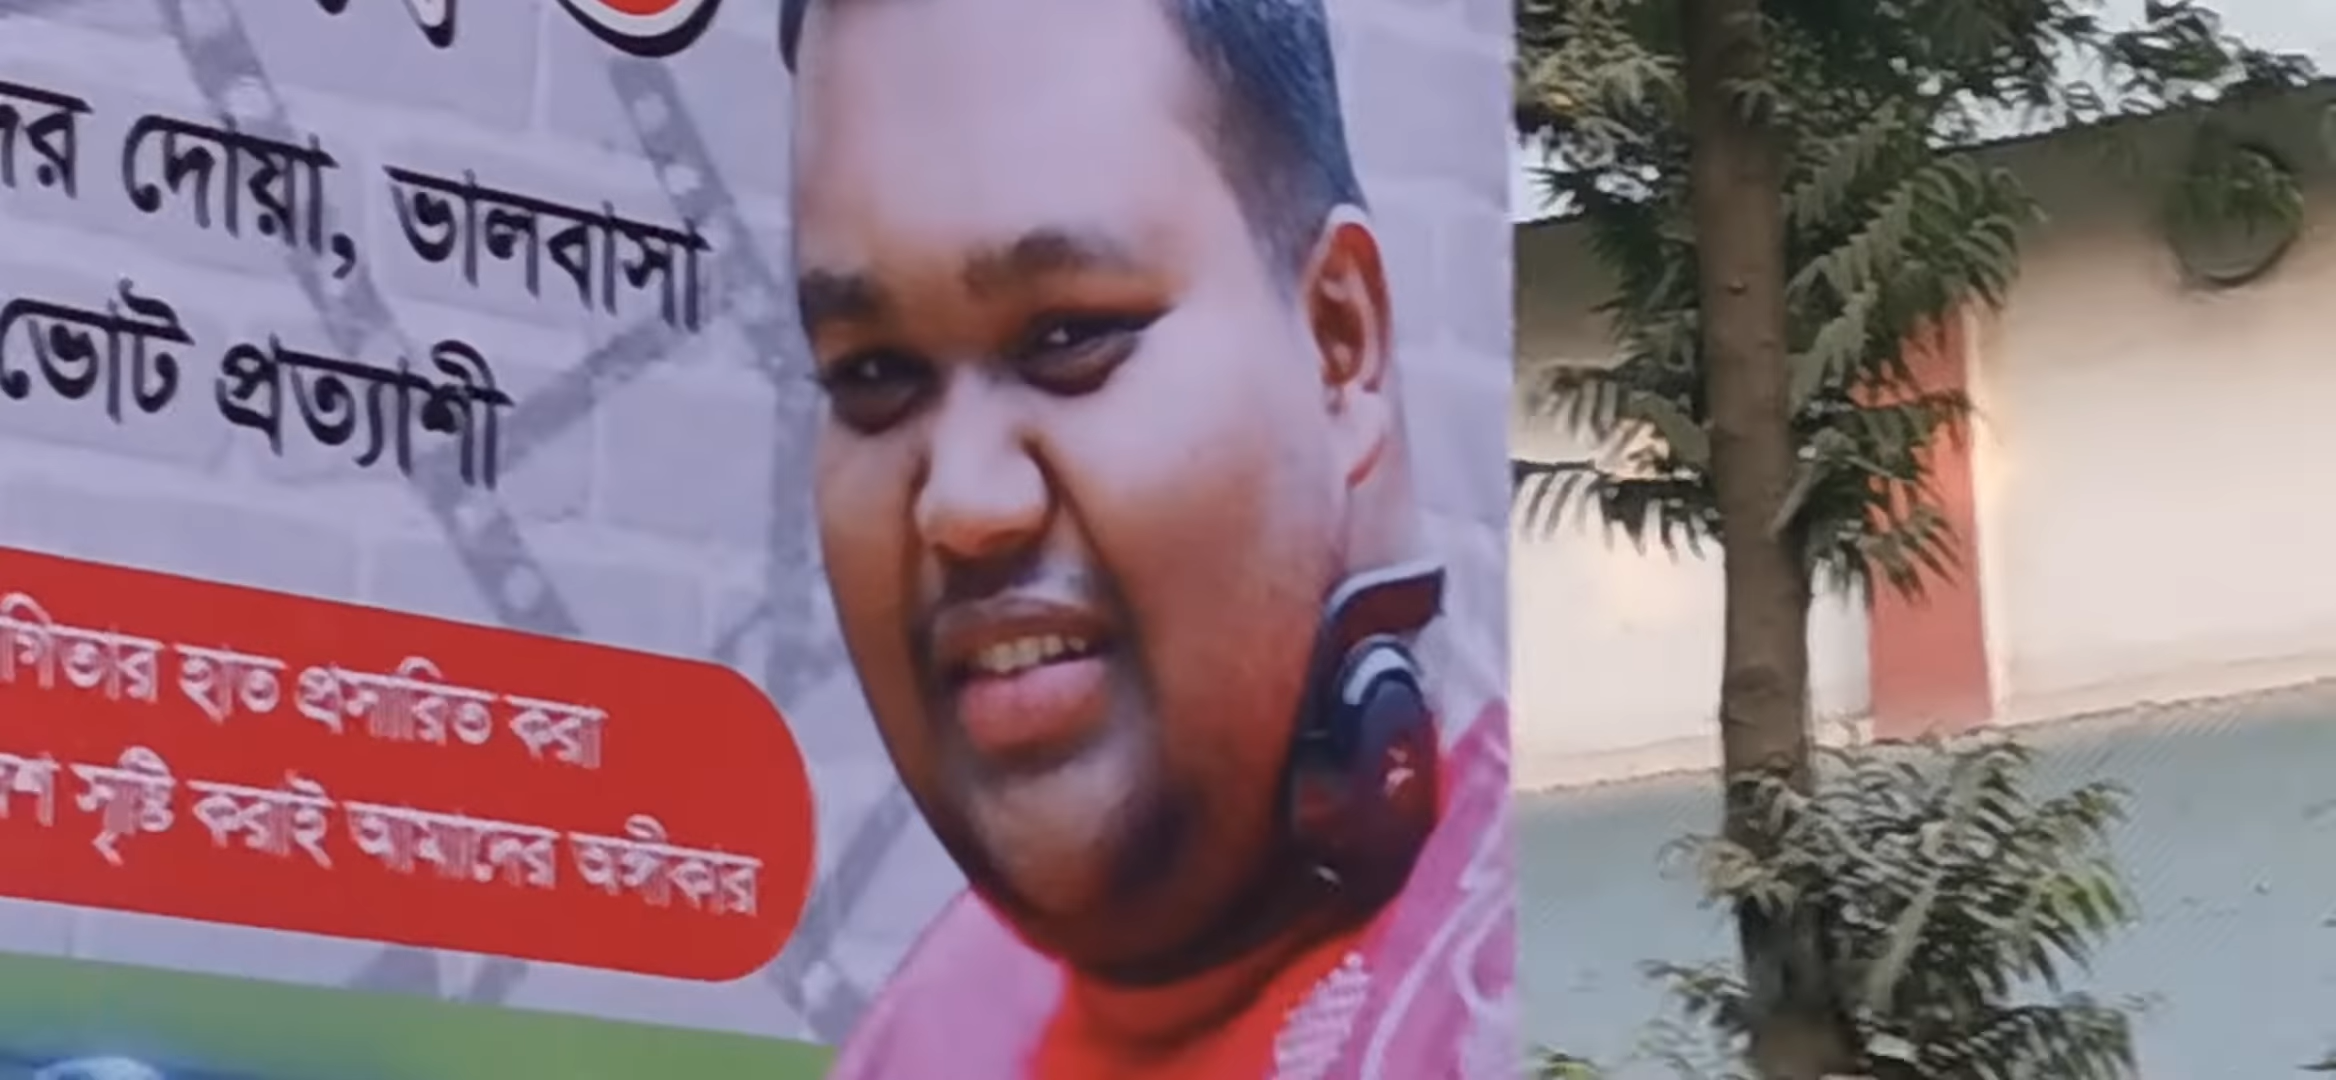 দের দোয়া, ভালবাসা
ভোট প্রত্যাশী
গিতার হাত প্রসারিত করা
শ সৃষ্টি করাই আমাদের অঙ্গীকার